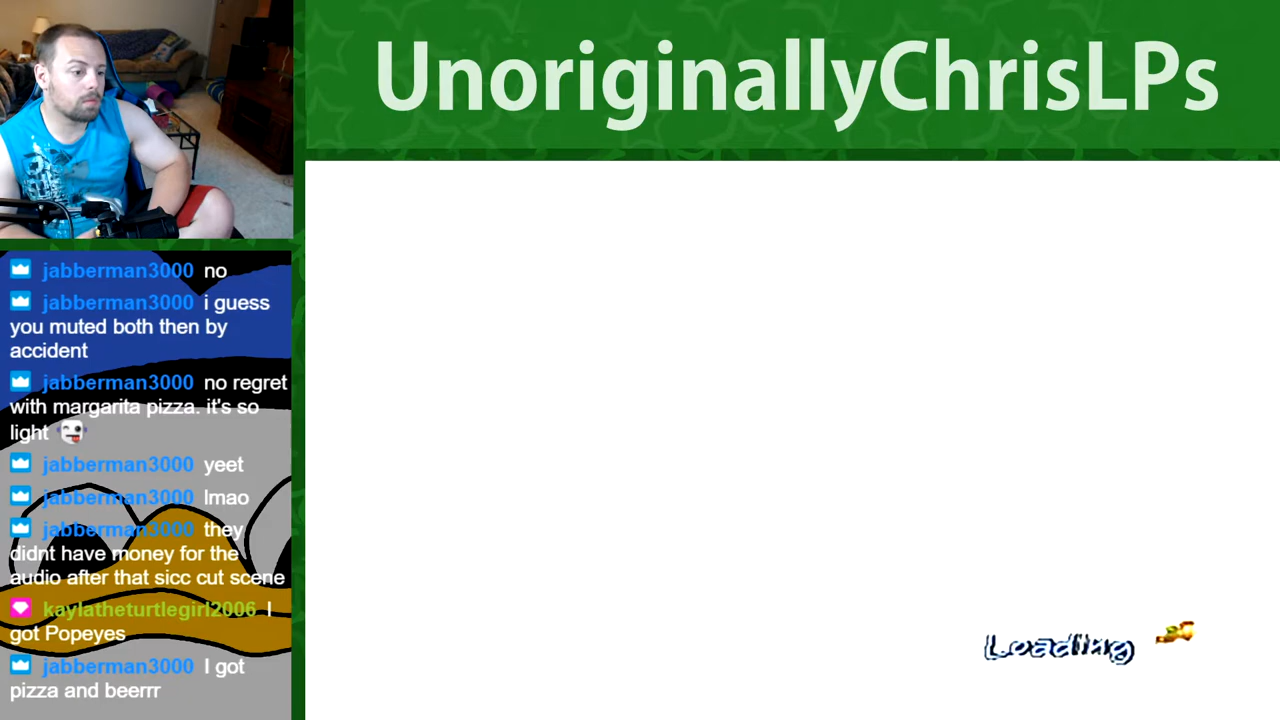 UnoriginallyChrisLPs
jabberman3000 no
jabberman3000 i guess
you muted both then by
accident
jabberman3000 no regret
with margarita pizza. it's so
light
jabberman3000 yeet
jabberman3000 lmao
jabberman3000 they
didnt have money for the
audio after that sicc cut scene
kaylatheturtlegirl2006 I
got Popeyes
jabberman3000 I got
pizza and beerrr
Loading